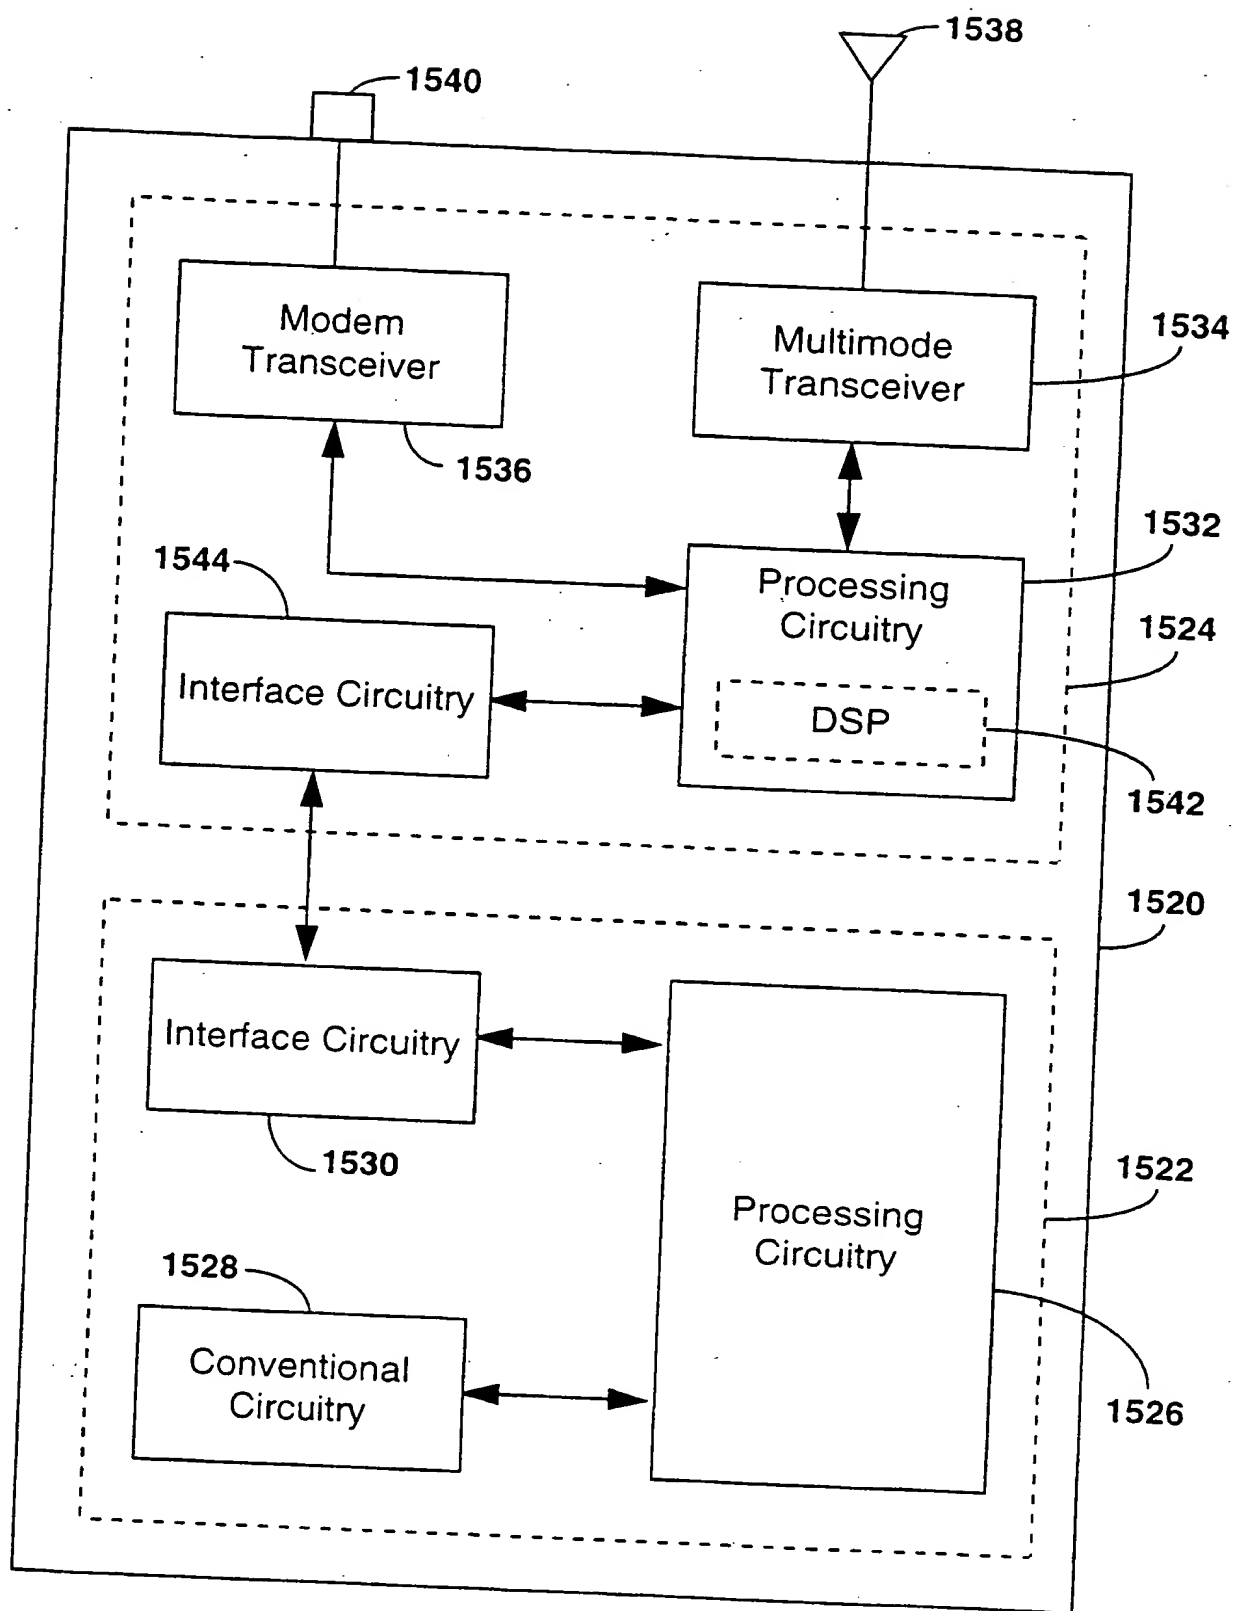 1538
1540
Modem
Transceiver
Multimode
Transceiver
1534
1536
1532
1544
Processing
Circuitry
1524
Interface Circuitry
DSP
1542
1520
Interface Circuitry
1530
1522
Processing
Circuitry
1528
Conventional
Circuitry
1526